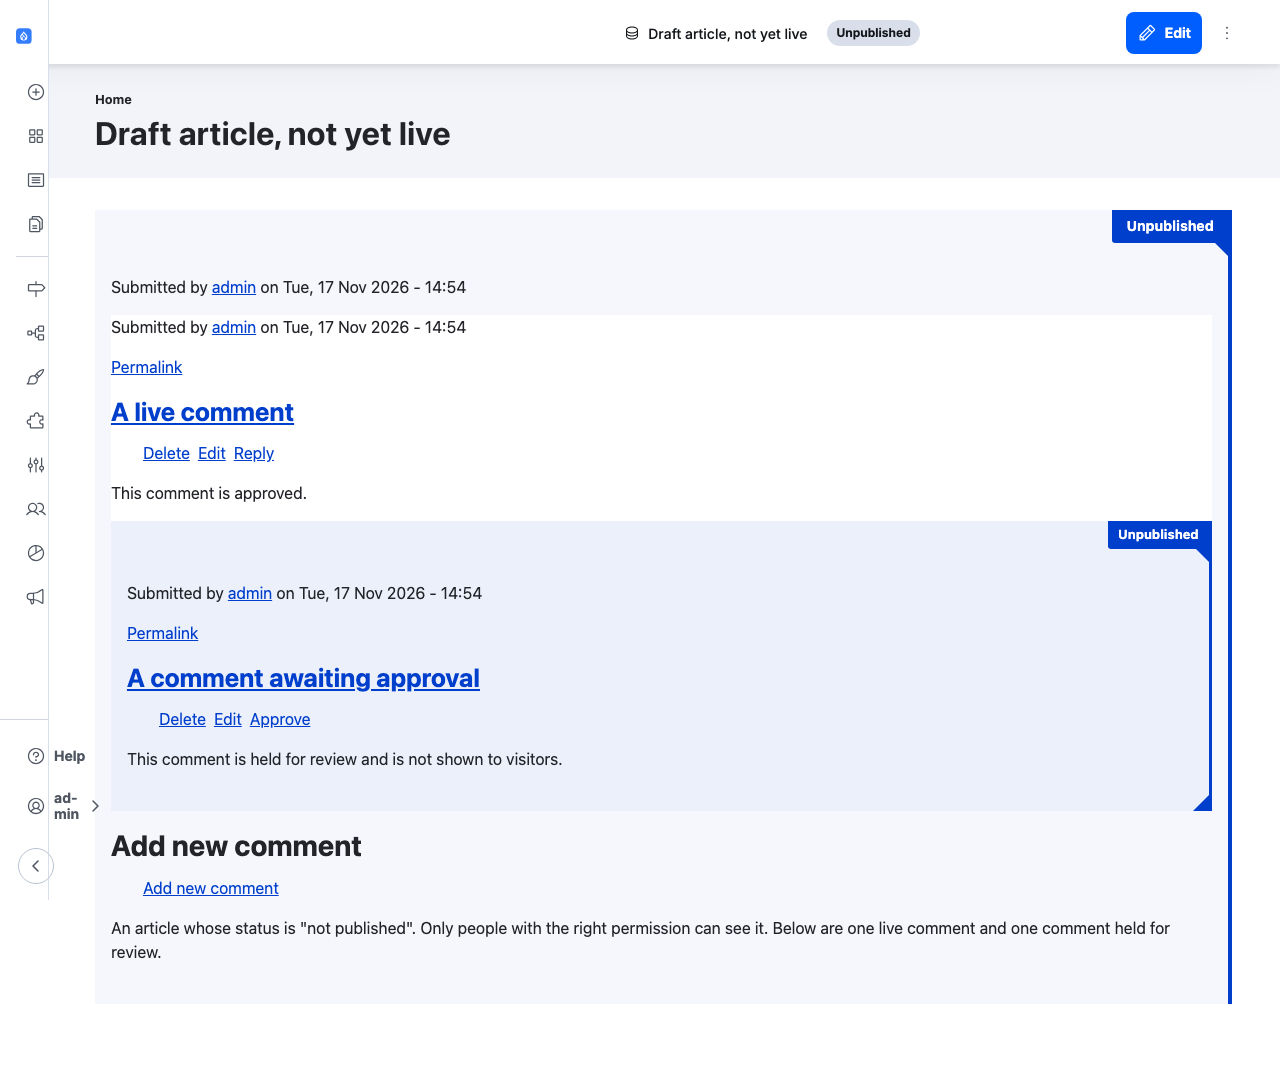 Draft article, not yet live
Unpublished
Edit
Home
Draft article, not yet live
Unpublished
Submitted by admin on Tue, 17 Nov 2026 - 14:54
Submitted by admin on Tue, 17 Nov 2026 - 14:54
Permalink
A live comment
Delete Edit Reply
This comment is approved.
Unpublished
Submitted by admin on Tue, 17 Nov 2026 - 14:54
Permalink
A comment awaiting approval
Delete Edit Approve
This comment is held for review and is not shown to visitors.
Help
ad-
min
Add new comment
Add new comment
An article whose status is "not published". Only people with the right permission can see it. Below are one live comment and one comment held for
review.